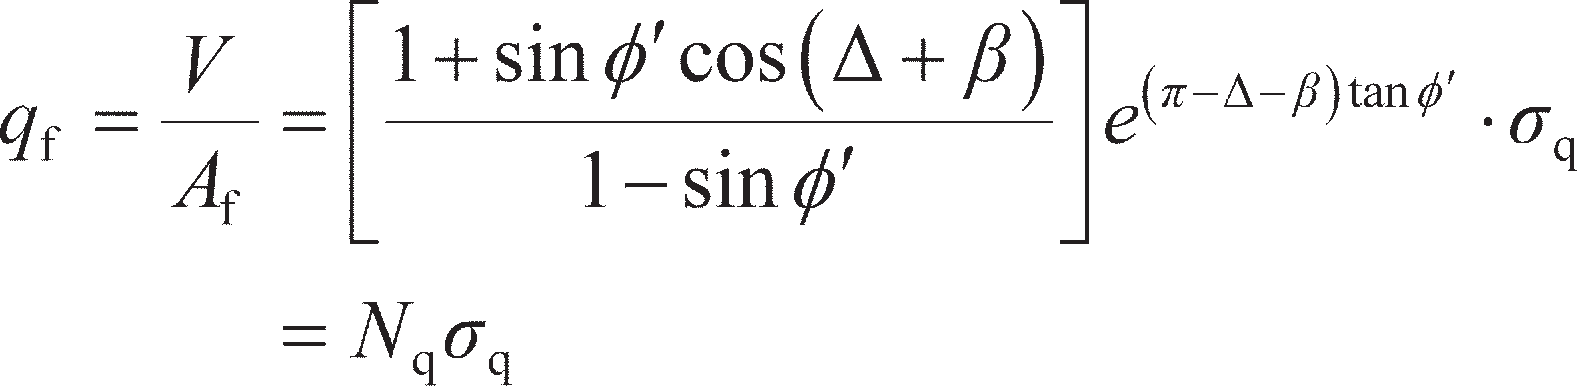 q_f = V/A_f = [(1 + sin ϕ′ cos(Δ + β))/(1 − sin ϕ′)] e^((π−Δ−β) tan ϕ′) · σ_q
= N_q σ_q